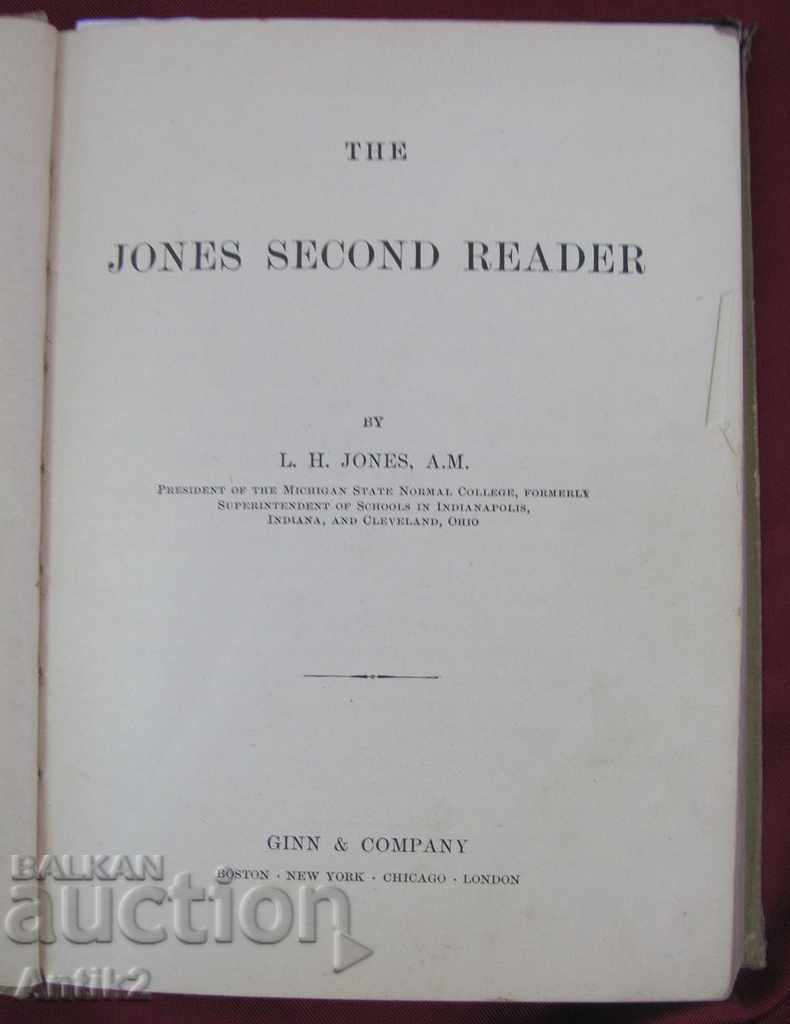 THE
JONES SECOND READER
BY
L. H. JONES, A.M.
President of the Michigan State Normal College, formerly
Superintendent of Schools in Indianapolis,
Indiana, and Cleveland, Ohio
GINN & COMPANY
BOSTON · NEW YORK · CHICAGO · LONDON
BALKAN
auction
Antik2